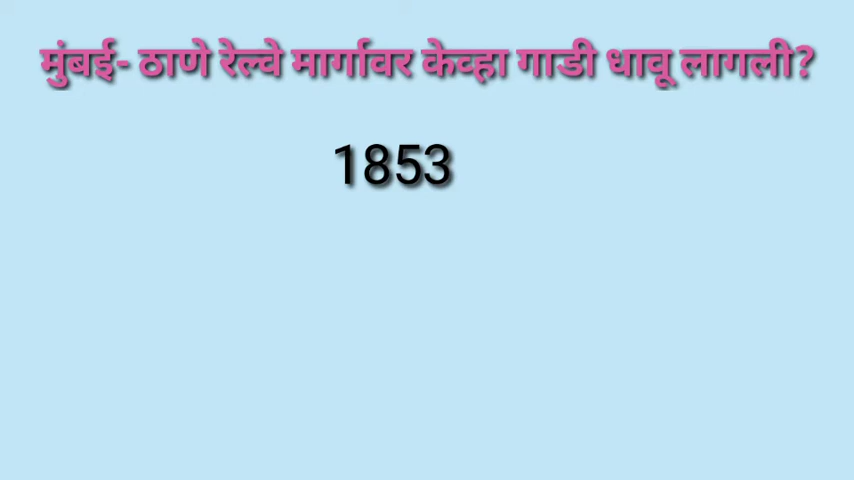 मुंबई- ठाणे रेल्वे मार्गावर केव्हा गाडी धावू लागली?
1853